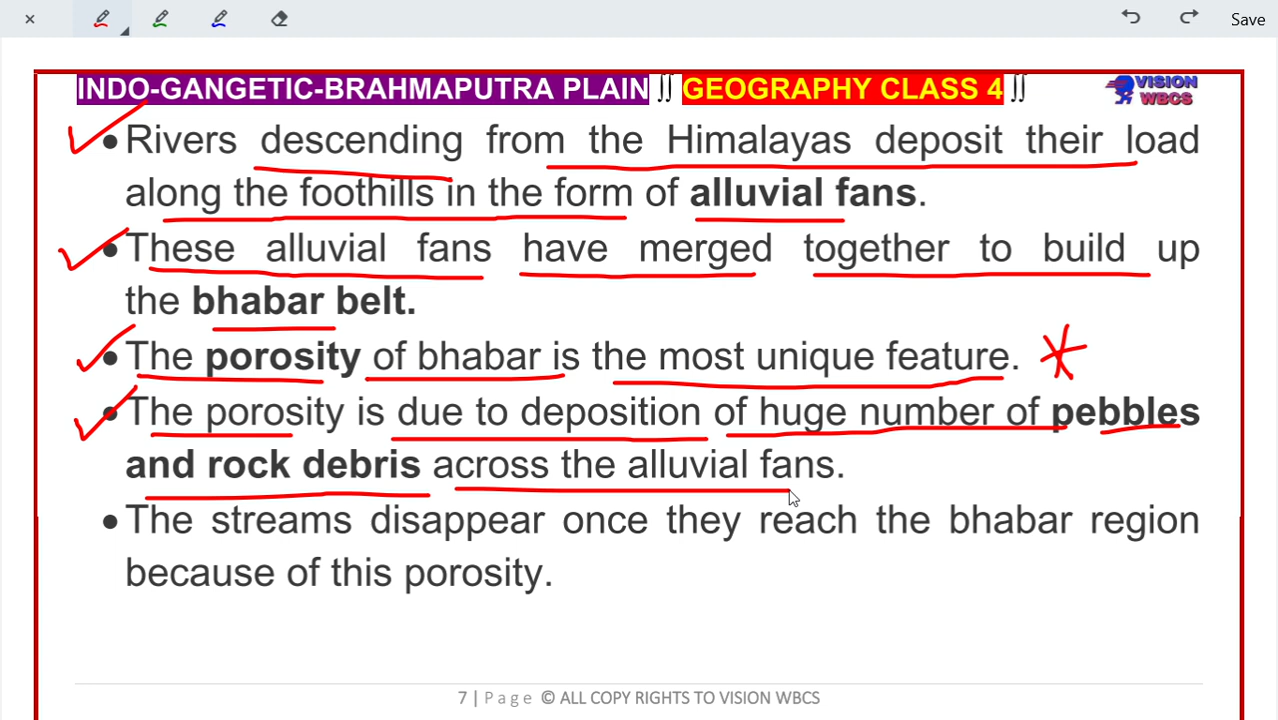 Save
INDO-GANGETIC-BRAHMAPUTRA PLAIN || GEOGRAPHY CLASS 4 ||
VISION
WBCS
•Rivers descending from the Himalayas deposit their load
along the foothills in the form of alluvial fans.
•These alluvial fans have merged together to build up
the bhabar belt.
•The porosity of bhabar is the most unique feature.
•The porosity is due to deposition of huge number of pebbles
and rock debris across the alluvial fans.
•The streams disappear once they reach the bhabar region
because of this porosity.
7 | Page © ALL COPY RIGHTS TO VISION WBCS